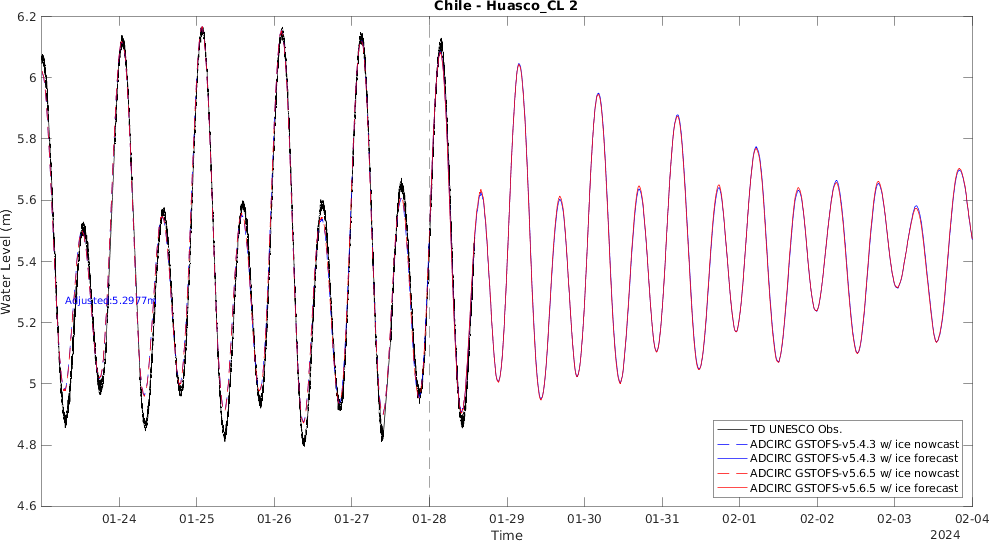 Chile - Huasco_CL 2
6.2
6
5.8
5.6
5.4
5.2
5
4.8
4.6
Water Level (m)
Adjusted:5.2977m
TD UNESCO Obs.
ADCIRC GSTOFS-v5.4.3 w/ ice nowcast
ADCIRC GSTOFS-v5.4.3 w/ ice forecast
ADCIRC GSTOFS-v5.6.5 w/ ice nowcast
ADCIRC GSTOFS-v5.6.5 w/ ice forecast
01-24 01-25 01-26 01-27 01-28 01-29 01-30 01-31 02-01 02-02 02-03 02-04
Time
2024